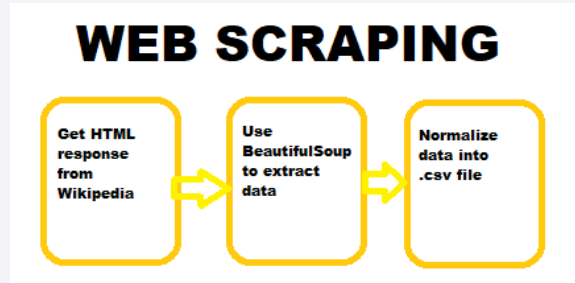 WEB SCRAPING
Get HTML
response
from
Wikipedia
Use
BeautifulSoup
to extract
data
Normalize
data into
.csv file